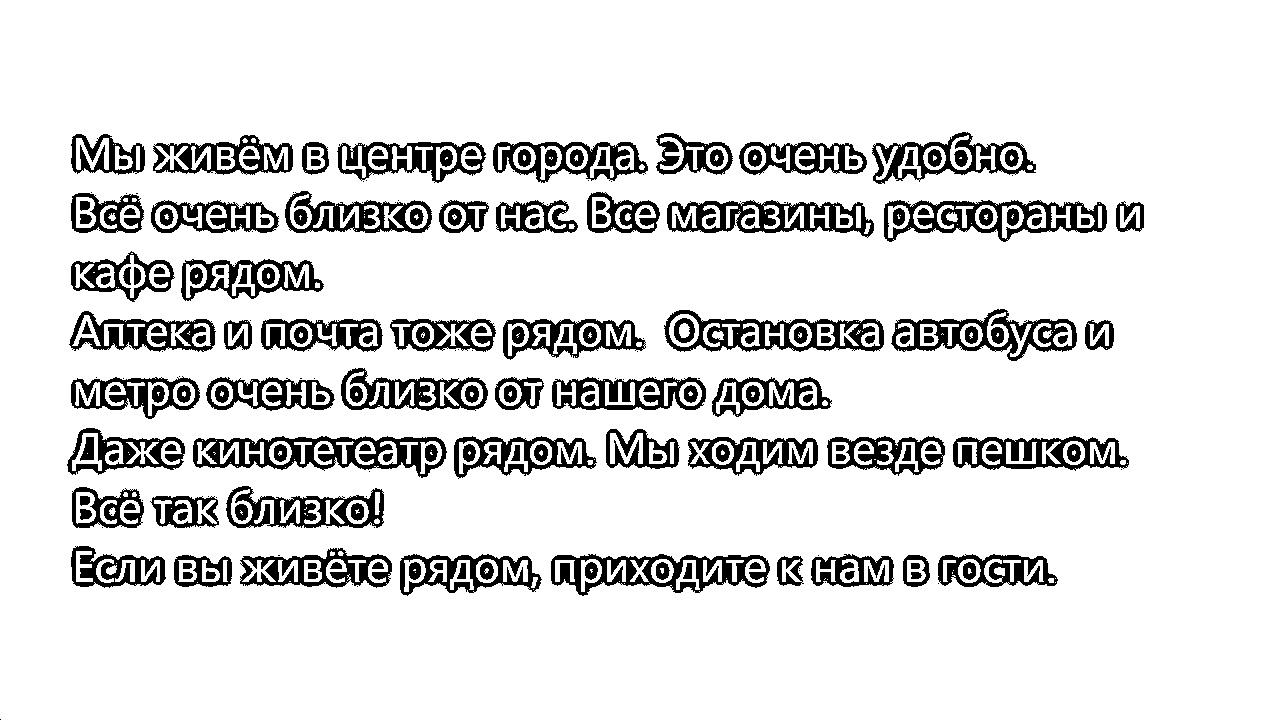 Мы живём в центре города. Это очень удобно.
Всё очень близко от нас. Все магазины, рестораны и
кафе рядом.
Аптека и почта тоже рядом.  Остановка автобуса и
метро очень близко от нашего дома.
Даже кинотетеатр рядом. Мы ходим везде пешком.
Всё так близко!
Если вы живёте рядом, приходите к нам в гости.